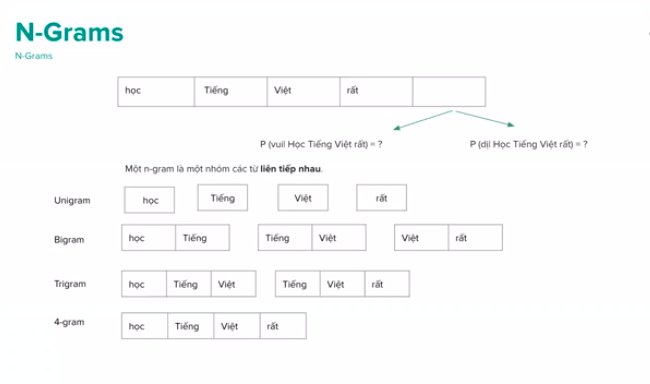 N-Grams
N-Grams
học Tiếng Việt rất
P (vui| Học Tiếng Việt rất) = ? P (dị| Học Tiếng Việt rất) = ?
Một n-gram là một nhóm các từ liên tiếp nhau.
Unigram học Tiếng Việt rất
Bigram học Tiếng Tiếng Việt Việt rất
Trigram học Tiếng Việt Tiếng Việt rất
4-gram học Tiếng Việt rất